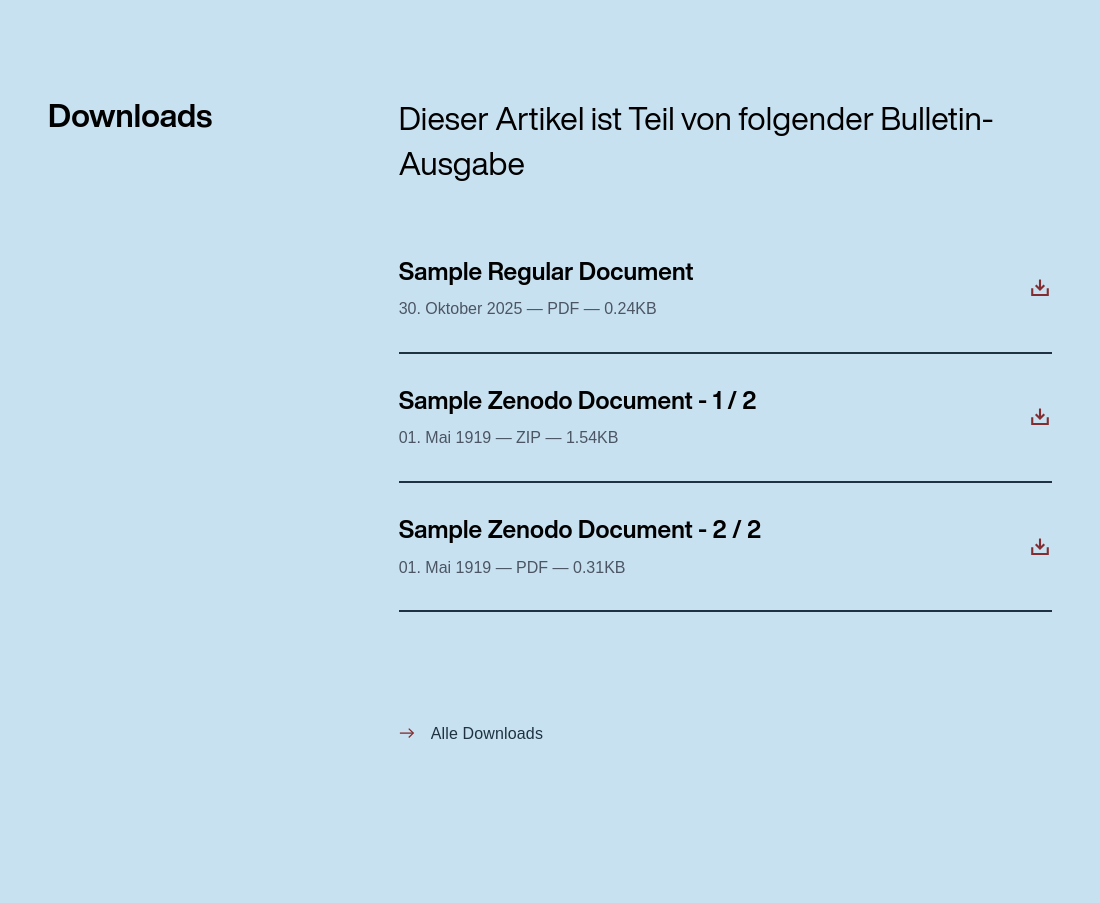 Downloads
Dieser Artikel ist Teil von folgender Bulletin-
Ausgabe
Sample Regular Document
30. Oktober 2025 — PDF — 0.24KB
Sample Zenodo Document - 1 / 2
01. Mai 1919 — ZIP — 1.54KB
Sample Zenodo Document - 2 / 2
01. Mai 1919 — PDF — 0.31KB
Alle Downloads